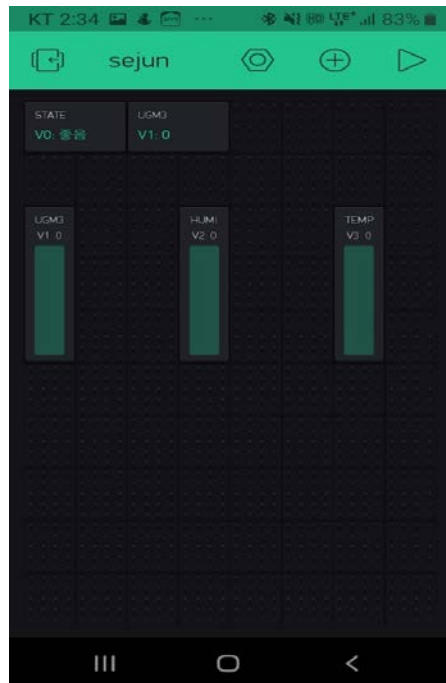 KT 2:34 ... 83%
sejun
STATE
V0: 좋음
UGM3
V1: 0
UGM3
V1 0
HUMI
V2 0
TEMP
V3 0